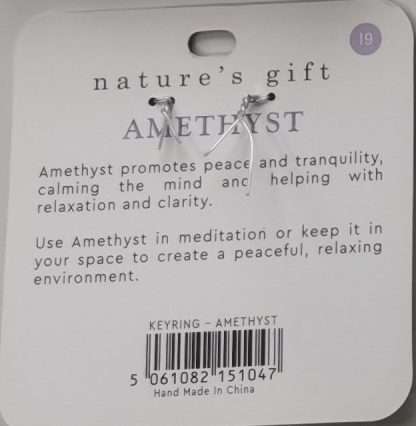 19
nature's gift
AMETHYST
Amethyst promotes peace and tranquility,
calming the mind and helping with
relaxation and clarity.
Use Amethyst in meditation or keep it in
your space to create a peaceful, relaxing
environment.
KEYRING – AMETHYST
5 061082 151047
Hand Made In China